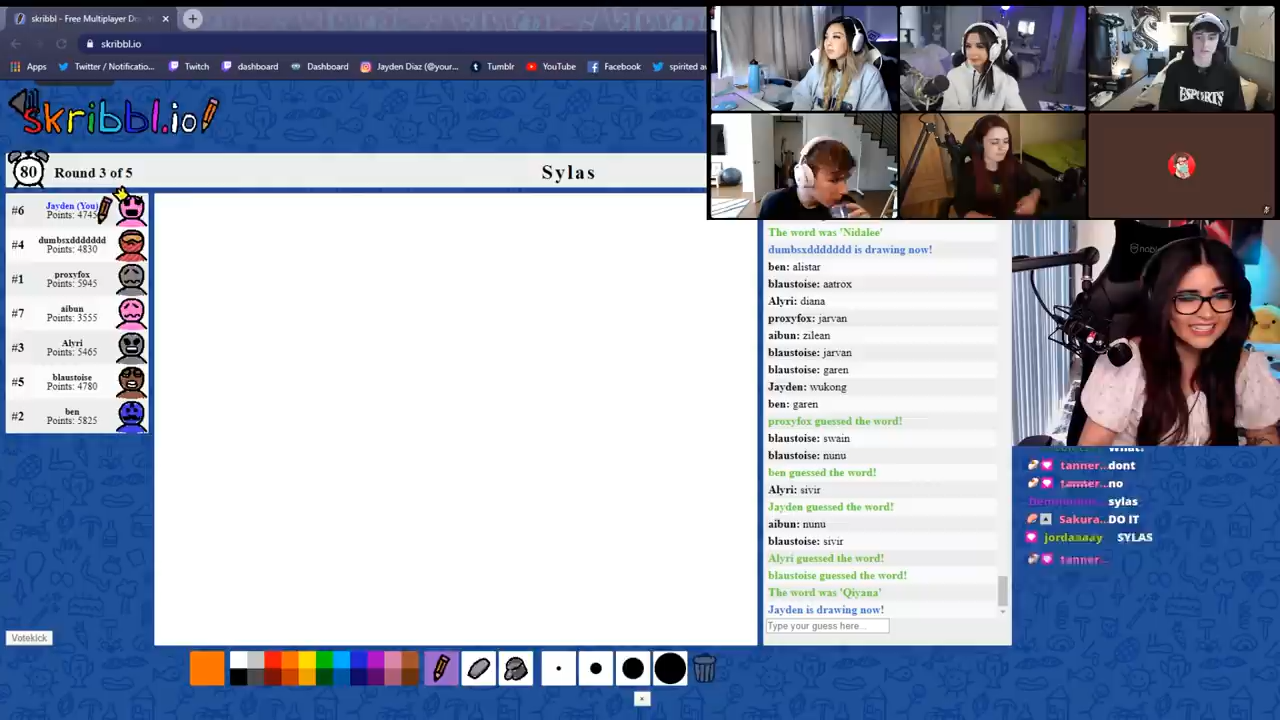 skribbl - Free Multiplayer Dr
skribbl.io
Apps
Twitter / Notificatio...
Twitch
dashboard
Dashboard
Jayden Diaz (@your...
Tumblr
YouTube
Facebook
spirited aw
skribbl.io
80
Round 3 of 5
Sylas
#6
Jayden (You)
Points: 4745
#4
dumbsxddddddd
Points: 4830
#1
proxyfox
Points: 5945
#7
aibun
Points: 3555
#3
Alyri
Points: 5465
#5
blaustoise
Points: 4780
#2
ben
Points: 5825
Votekick
The word was 'Nidalee'
dumbsxddddddd is drawing now!
ben: alistar
blaustoise: aatrox
Alyri: diana
proxyfox: jarvan
aibun: zilean
blaustoise: jarvan
blaustoise: garen
Jayden: wukong
ben: garen
proxyfox guessed the word!
blaustoise: swain
blaustoise: nunu
ben guessed the word!
Alyri: sivir
Jayden guessed the word!
aibun: nunu
blaustoise: sivir
Alyri guessed the word!
blaustoise guessed the word!
The word was 'Qiyana'
Jayden is drawing now!
Type your guess here...
ESPORTS
noble
what?
tanner... dont
tanner... no
sylas
Sakura... DO IT
jordaaaay SYLAS
tanner...